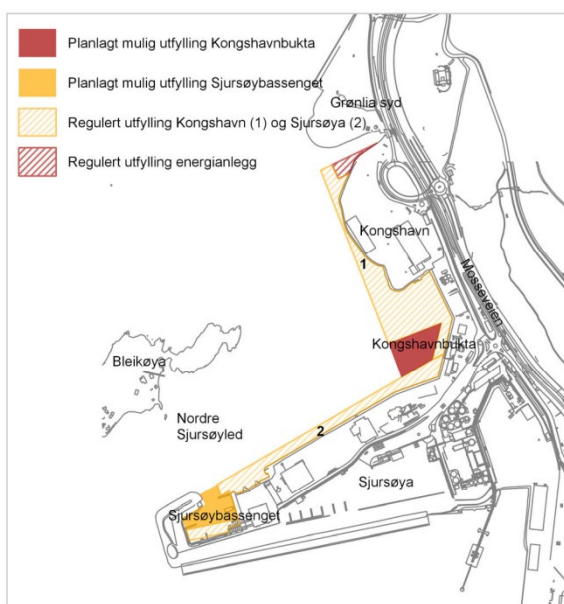 Planlagt mulig utfylling Kongshavnbukta
Planlagt mulig utfylling Sjursøybassenget
Regulert utfylling Kongshavn (1) og Sjursøya (2)
Regulert utfylling energianlegg
Grønlia syd
Kongshavn
1
Mosseveien
Kongshavnbukta
Bleikøya
Nordre
Sjursøyled
2
Sjursøya
Sjursøybassenget